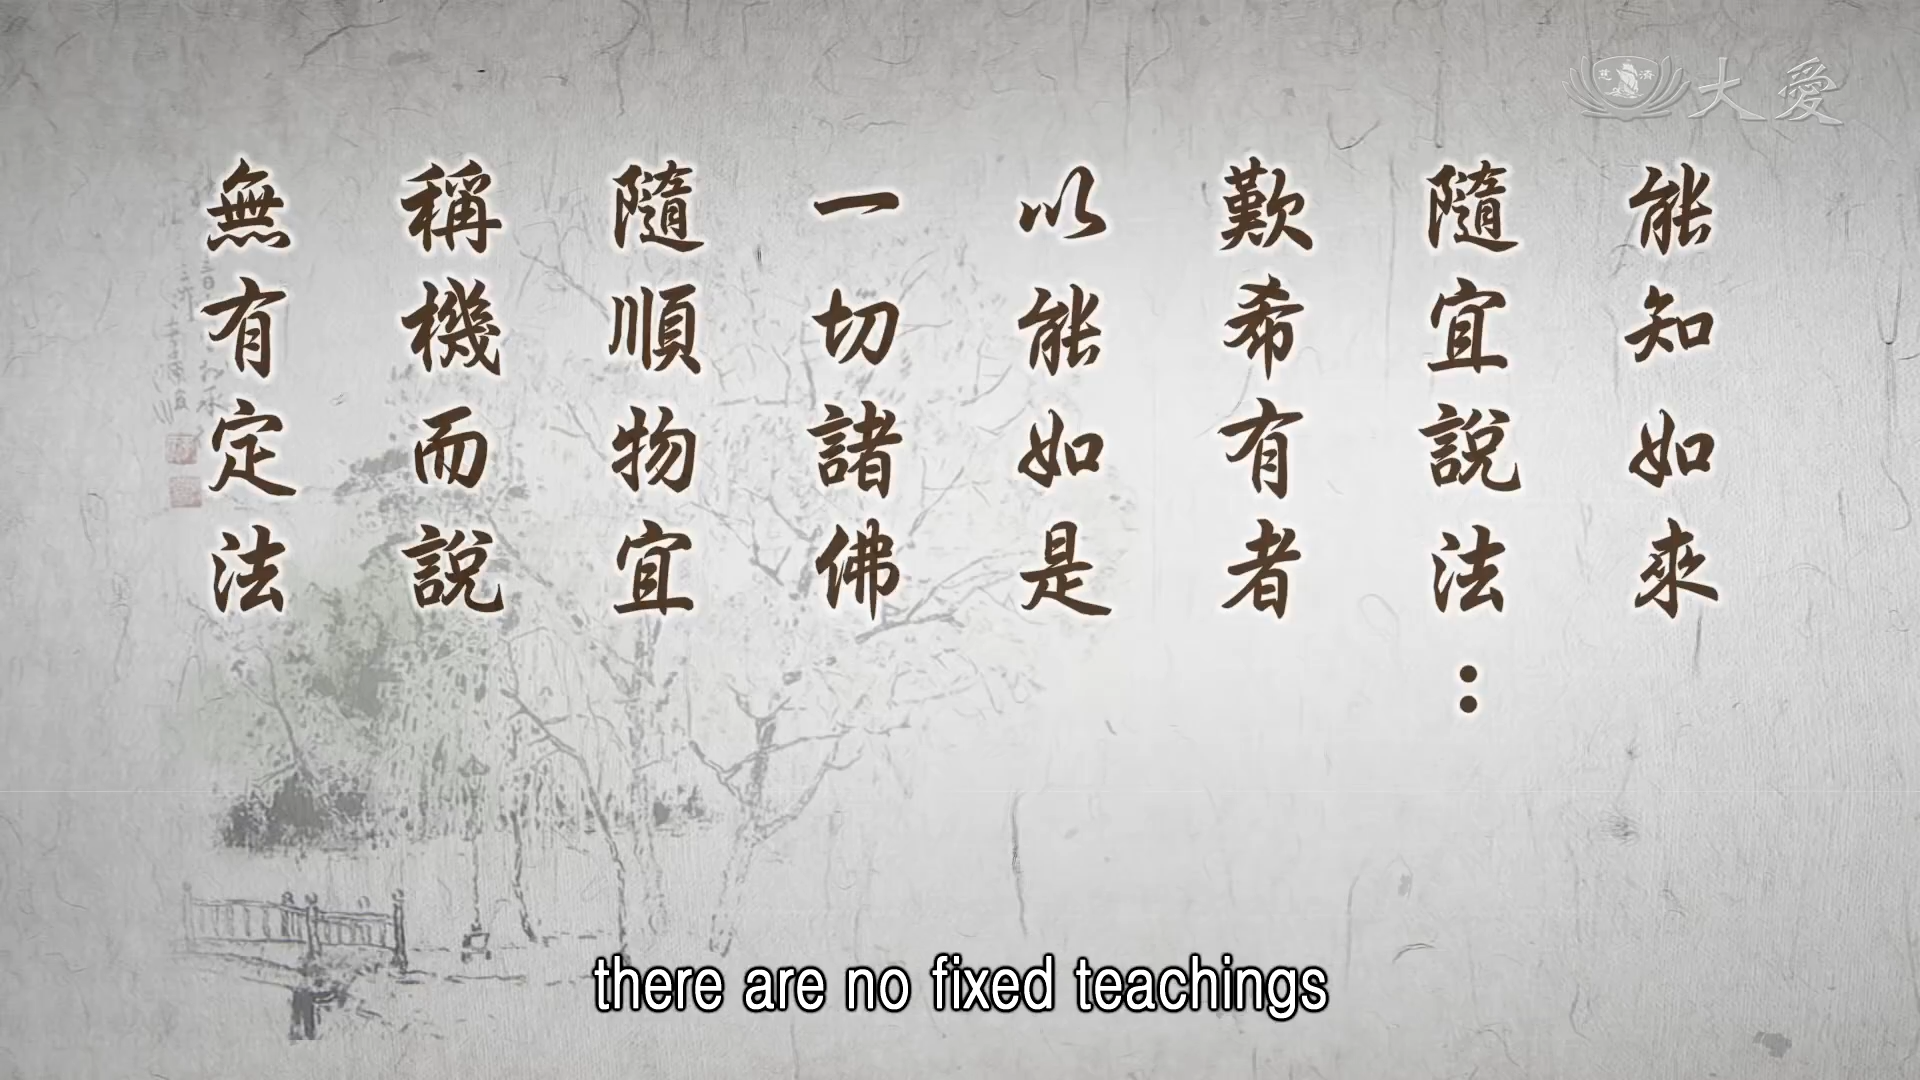 大愛
慈濟
能知如來
隨宜說法：
歎希有者
以能如是
一切諸佛
隨順物宜
稱機而說
無有定法
there are no fixed teachings